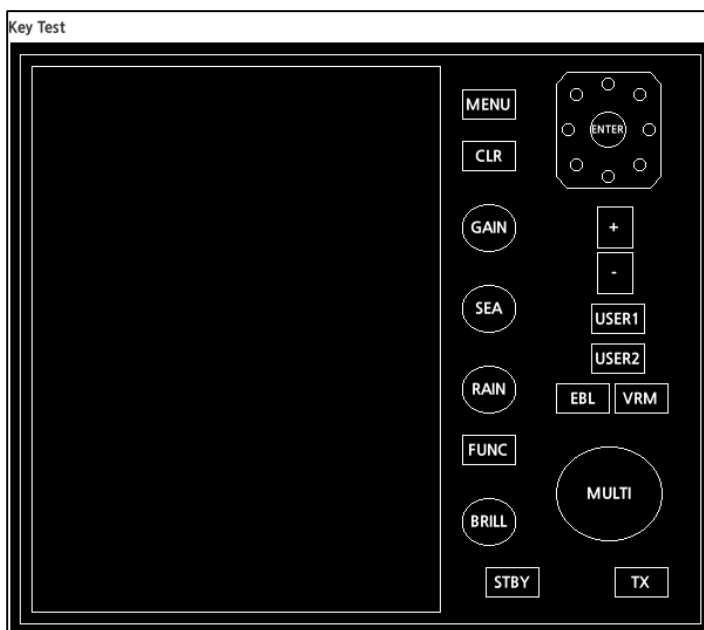 Key Test
MENU
ENTER
CLR
GAIN
+
-
SEA
USER1
USER2
RAIN
EBL
VRM
FUNC
MULTI
BRILL
STBY
TX